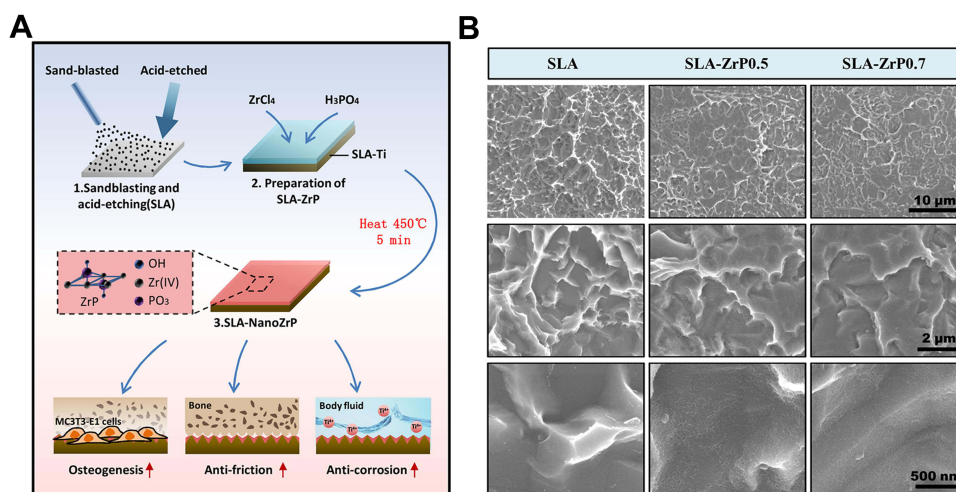 A
Sand-blasted
Acid-etched
ZrCl₄
H₃PO₄
SLA-Ti
1.Sandblasting and
acid-etching(SLA)
2. Preparation of
SLA-ZrP
Heat 450℃
5 min
OH
Zr(IV)
PO₃
ZrP
3.SLA-NanoZrP
MC3T3-E1 cells
Bone
Body fluid
Ti⁴⁺
Ti⁴⁺
Ti⁴⁺
Ti⁴⁺
Osteogenesis
Anti-friction
Anti-corrosion
B
SLA
SLA-ZrP0.5
SLA-ZrP0.7
10 µm
2 µm
500 nm